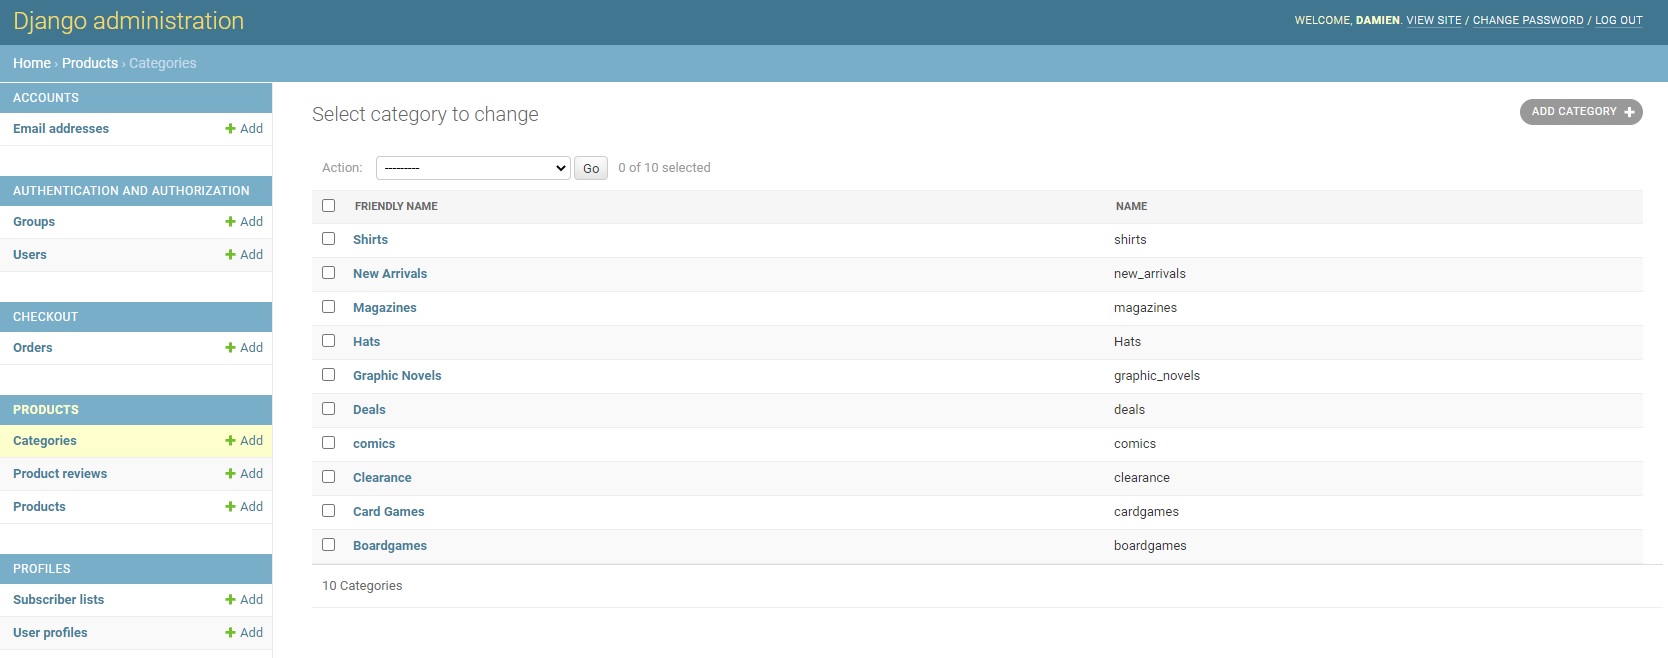 Django administration
WELCOME, DAMIEN. VIEW SITE / CHANGE PASSWORD / LOG OUT
Home › Products › Categories
ACCOUNTS
Email addresses + Add
AUTHENTICATION AND AUTHORIZATION
Groups + Add
Users + Add
CHECKOUT
Orders + Add
PRODUCTS
Categories + Add
Product reviews + Add
Products + Add
PROFILES
Subscriber lists + Add
User profiles + Add
Select category to change
ADD CATEGORY +
Action: --------- Go 0 of 10 selected
FRIENDLY NAME NAME
Shirts shirts
New Arrivals new_arrivals
Magazines magazines
Hats Hats
Graphic Novels graphic_novels
Deals deals
comics comics
Clearance clearance
Card Games cardgames
Boardgames boardgames
10 Categories